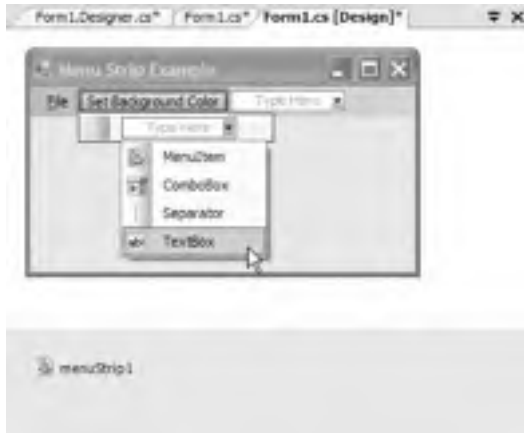 Form1.Designer.cs* Form1.cs* Form1.cs [Design]*
Menu Strip Example
File Set Background Color Type Here
Type Here
MenuItem
ComboBox
Separator
abc TextBox
menuStrip1